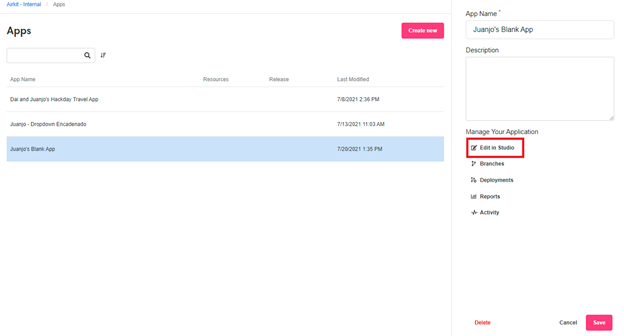 Airkit - Internal / Apps
Apps
Create new
App Name Resources Release Last Modified
Dai and Juanjo's Hackday Travel App 7/8/2021 2:36 PM
Juanjo - Dropdown Encadenado 7/13/2021 11:03 AM
Juanjo's Blank App 7/20/2021 1:35 PM
App Name *
Juanjo's Blank App
Description
Manage Your Application
Edit in Studio
Branches
Deployments
Reports
Activity
Delete Cancel Save